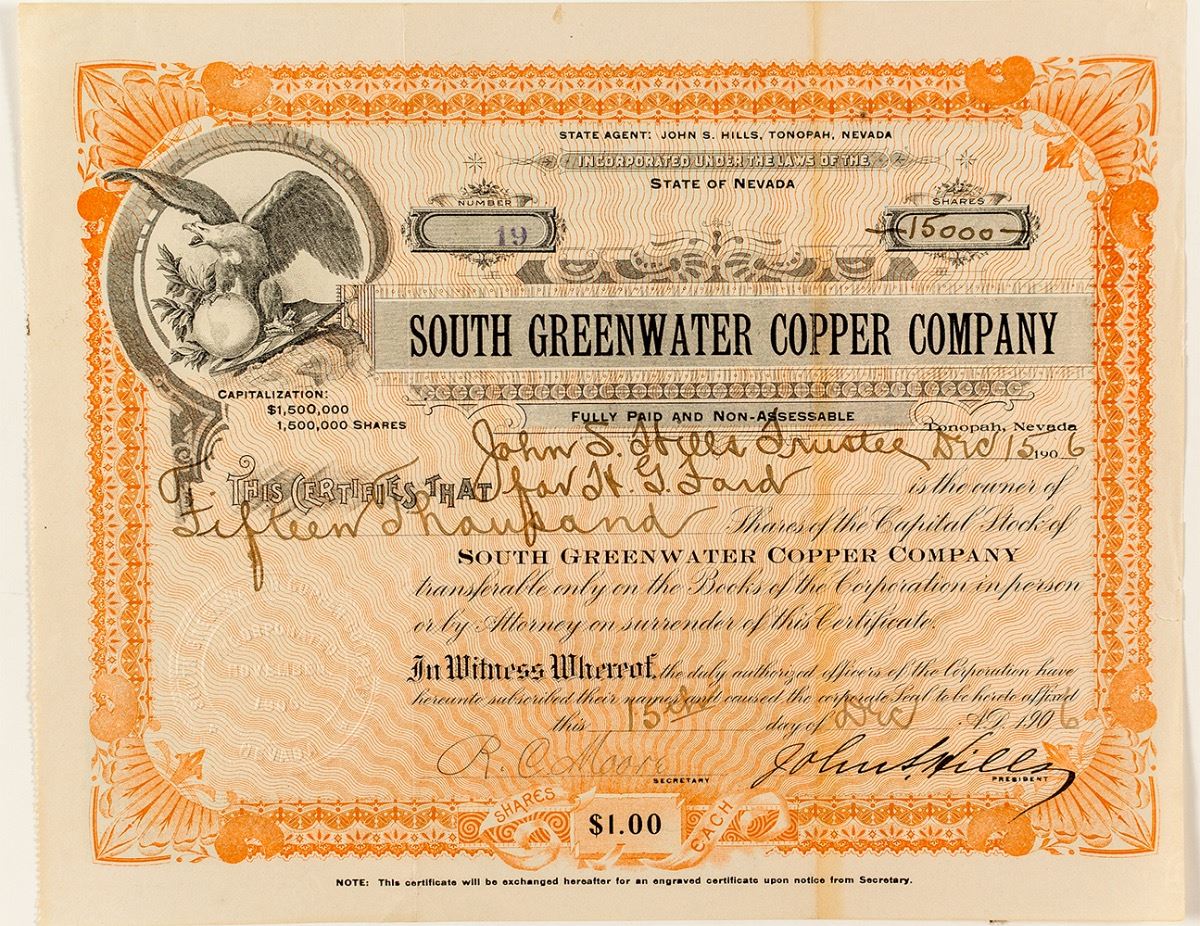 STATE AGENT: JOHN S. HILLS, TONOPAH, NEVADA
INCORPORATED UNDER THE LAWS OF THE
STATE OF NEVADA
NUMBER
19
SHARES
15000
SOUTH GREENWATER COPPER COMPANY
CAPITALIZATION:
$1,500,000
1,500,000 SHARES
FULLY PAID AND NON-ASSESSABLE
Tonopah, Nevada
John S. Hills Trustee Dec 15 1906
THIS CERTIFIES THAT for H. G. is the owner of
Fifteen Thousand Shares of the Capital Stock of
SOUTH GREENWATER COPPER COMPANY
transferable only on the Books of the Corporation in person
or by Attorney on surrender of this Certificate.
In Witness Whereof, the duly authorized officers of the Corporation have
hereunto subscribed their names and caused the corporate Seal to be hereto affixed
this 15th day of Dec A.D. 1906
R. C. Moore
SECRETARY
John S. Hills
PRESIDENT
SHARES $1.00 EACH
NOTE: This certificate will be exchanged hereafter for an engraved certificate upon notice from Secretary.